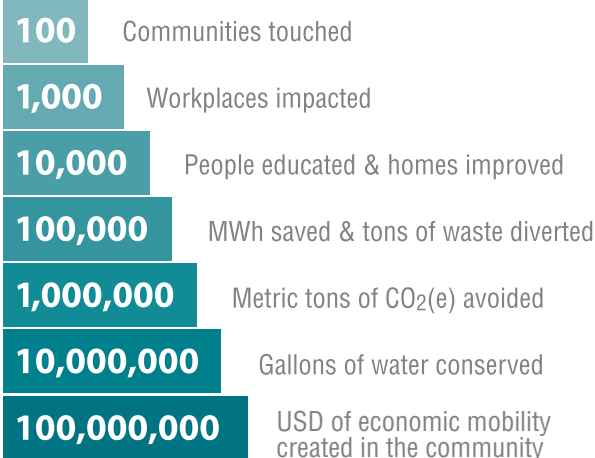 100 Communities touched
1,000 Workplaces impacted
10,000 People educated & homes improved
100,000 MWh saved & tons of waste diverted
1,000,000 Metric tons of CO2(e) avoided
10,000,000 Gallons of water conserved
100,000,000 USD of economic mobility
created in the community